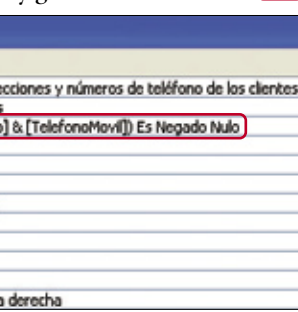 y g
ecciones y números de teléfono de los clientes
s
o] & [TelefonoMovil]) Es Negado Nulo
a derecha